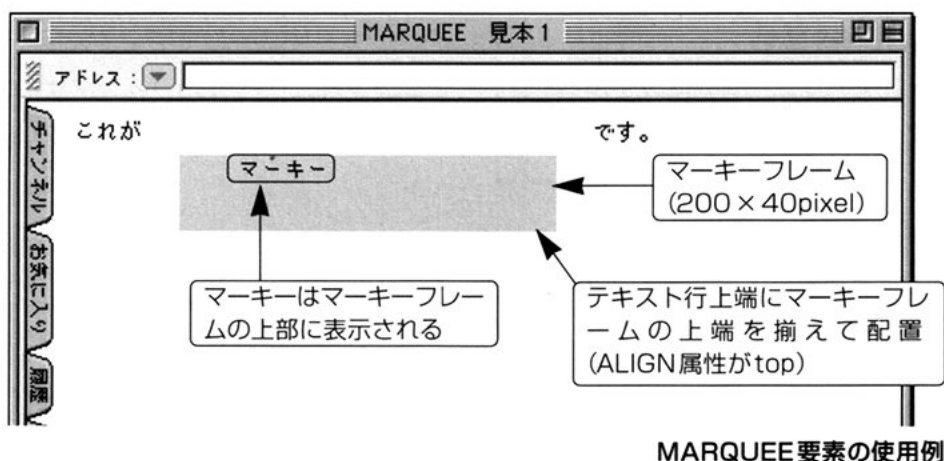 MARQUEE 見本1
アドレス：
チャンネル
お気に入り
履歴
これが
です。
マーキー
マーキーフレーム
(200×40pixel)
マーキーはマーキーフレー
ムの上部に表示される
テキスト行上端にマーキーフレ
ームの上端を揃えて配置
(ALIGN属性がtop)
MARQUEE要素の使用例